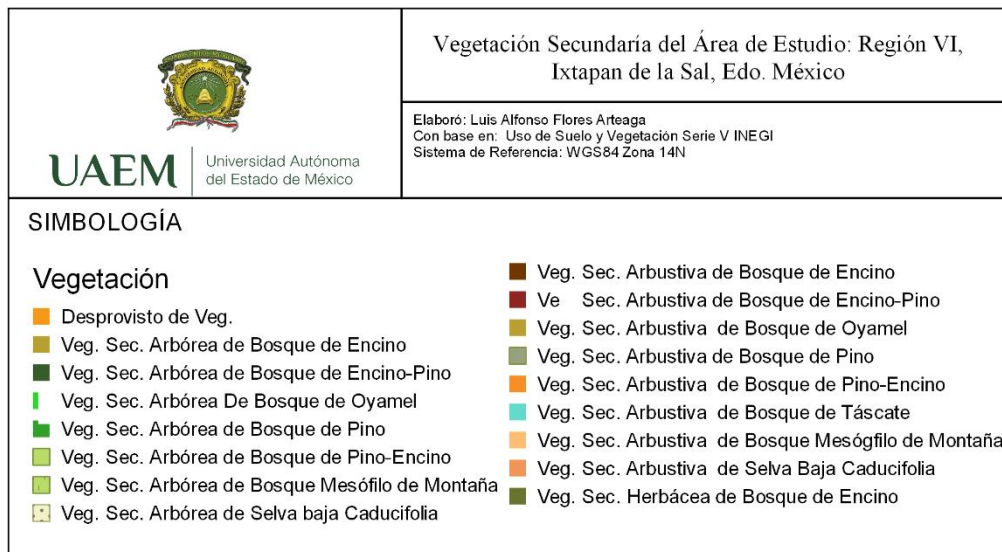 UAEM
Universidad Autónoma
del Estado de México
Vegetación Secundaría del Área de Estudio: Región VI,
Ixtapan de la Sal, Edo. México
Elaboró: Luis Alfonso Flores Arteaga
Con base en: Uso de Suelo y Vegetación Serie V INEGI
Sistema de Referencia: WGS84 Zona 14N
SIMBOLOGÍA
Vegetación
Desprovisto de Veg.
Veg. Sec. Arbórea de Bosque de Encino
Veg. Sec. Arbórea de Bosque de Encino-Pino
Veg. Sec. Arbórea De Bosque de Oyamel
Veg. Sec. Arbórea de Bosque de Pino
Veg. Sec. Arbórea de Bosque de Pino-Encino
Veg. Sec. Arbórea de Bosque Mesófilo de Montaña
Veg. Sec. Arbórea de Selva baja Caducifolia
Veg. Sec. Arbustiva de Bosque de Encino
Ve Sec. Arbustiva de Bosque de Encino-Pino
Veg. Sec. Arbustiva de Bosque de Oyamel
Veg. Sec. Arbustiva de Bosque de Pino
Veg. Sec. Arbustiva de Bosque de Pino-Encino
Veg. Sec. Arbustiva de Bosque de Táscate
Veg. Sec. Arbustiva de Bosque Mesógfilo de Montaña
Veg. Sec. Arbustiva de Selva Baja Caducifolia
Veg. Sec. Herbácea de Bosque de Encino